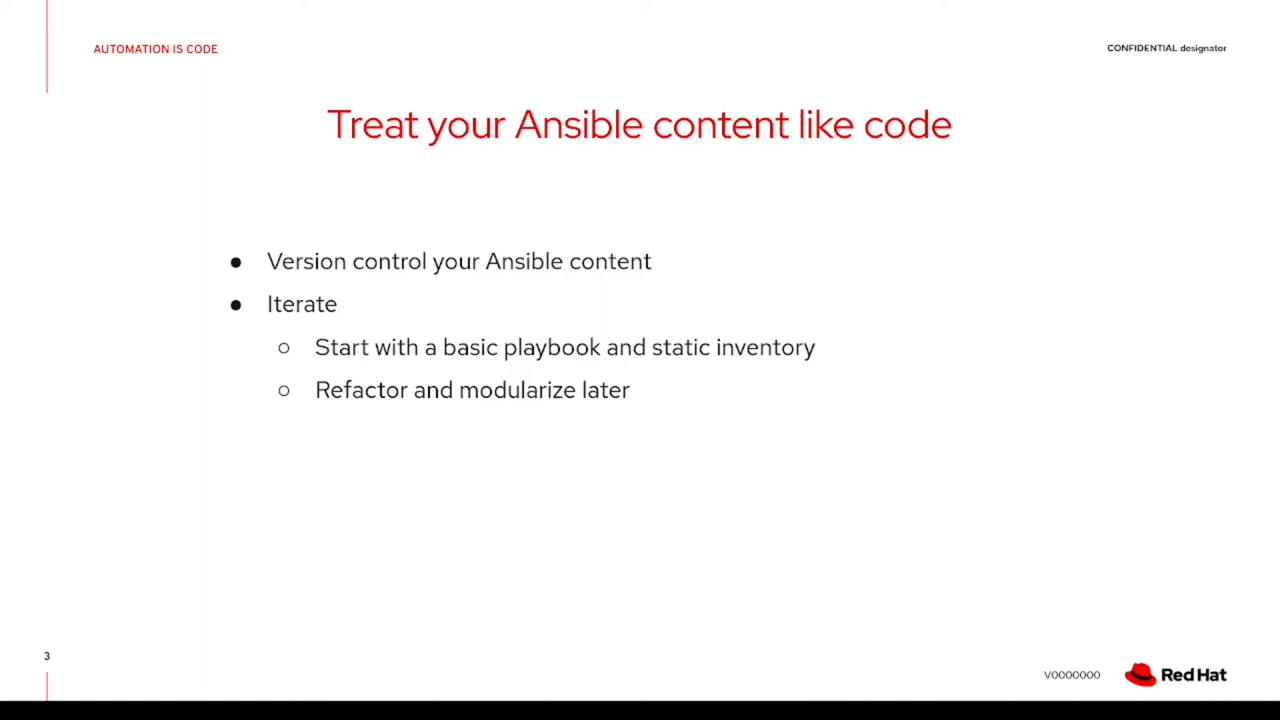 AUTOMATION IS CODE
CONFIDENTIAL designator
Treat your Ansible content like code
● Version control your Ansible content
● Iterate
○ Start with a basic playbook and static inventory
○ Refactor and modularize later
3
V0000000
Red Hat